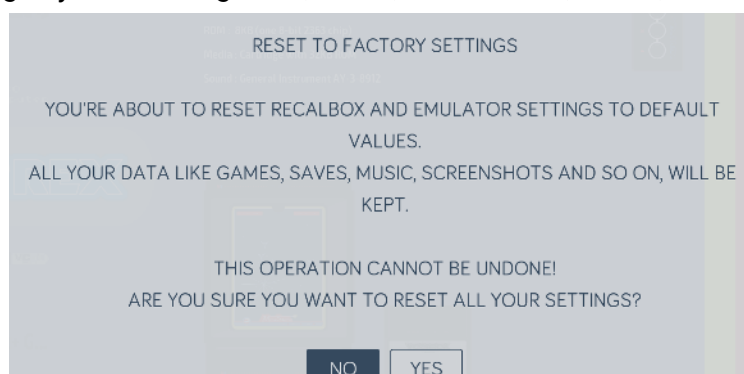 RESET TO FACTORY SETTINGS
YOU'RE ABOUT TO RESET RECALBOX AND EMULATOR SETTINGS TO DEFAULT
VALUES.
ALL YOUR DATA LIKE GAMES, SAVES, MUSIC, SCREENSHOTS AND SO ON, WILL BE
KEPT.
THIS OPERATION CANNOT BE UNDONE!
ARE YOU SURE YOU WANT TO RESET ALL YOUR SETTINGS?
NO YES